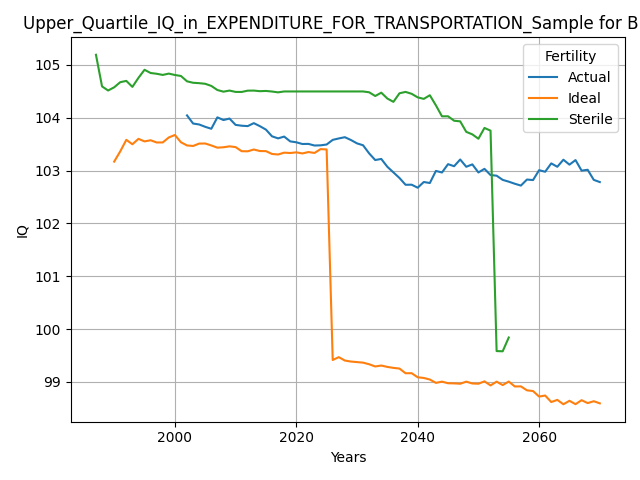 Upper_Quartile_IQ_in_EXPENDITURE_FOR_TRANSPORTATION_Sample for B
Fertility
Actual
Ideal
Sterile
105
104
103
102
101
100
99
IQ
2000
2020
2040
2060
Years